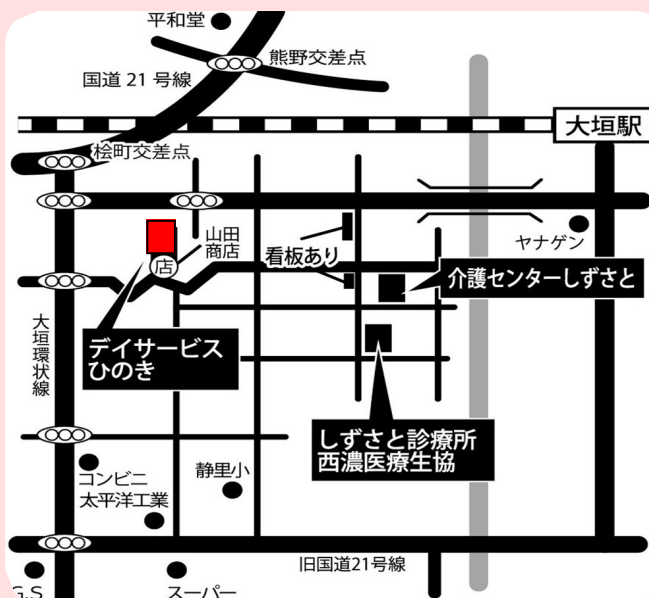 平和堂
熊野交差点
国道 21 号線
大垣駅
桧町交差点
山田
商店
店
看板あり
ヤナゲン
介護センターしずさと
大垣環状線
デイサービス
ひのき
しずさと診療所
西濃医療生協
コンビニ
静里小
太平洋工業
旧国道21号線
G.S
スーパー